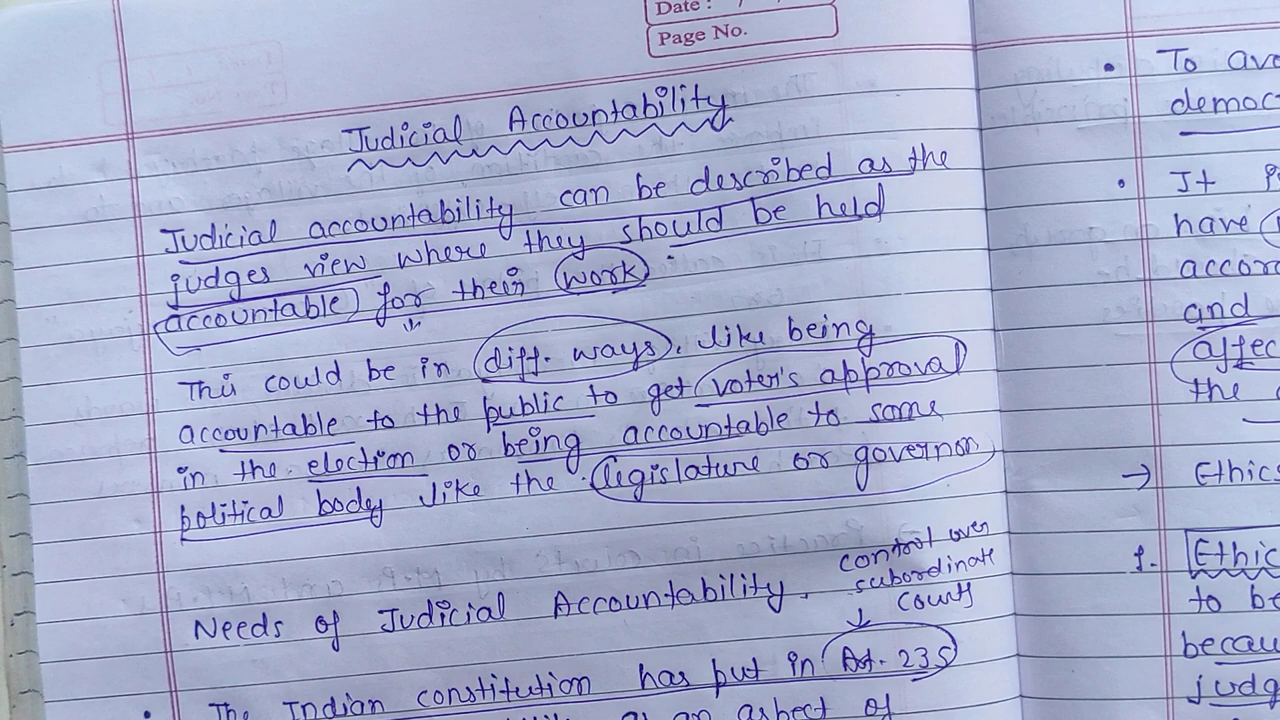 Date : / /
Page No.
Judicial Accountability
Judicial accountability can be described as the
judges view where they should be held
accountable for their work.
This could be in diff. ways, like being
accountable to the public to get voter's approval
in the election or being accountable to some
political body like the legislature or governor
control over
subordinate
courts
Needs of Judicial Accountability.
• The Indian constitution has put in Art. 235
as an aspect of
• To avo
democ
• It
have
accor
and
affec
the
→ Ethics
1. Ethic
to be
becau
judg